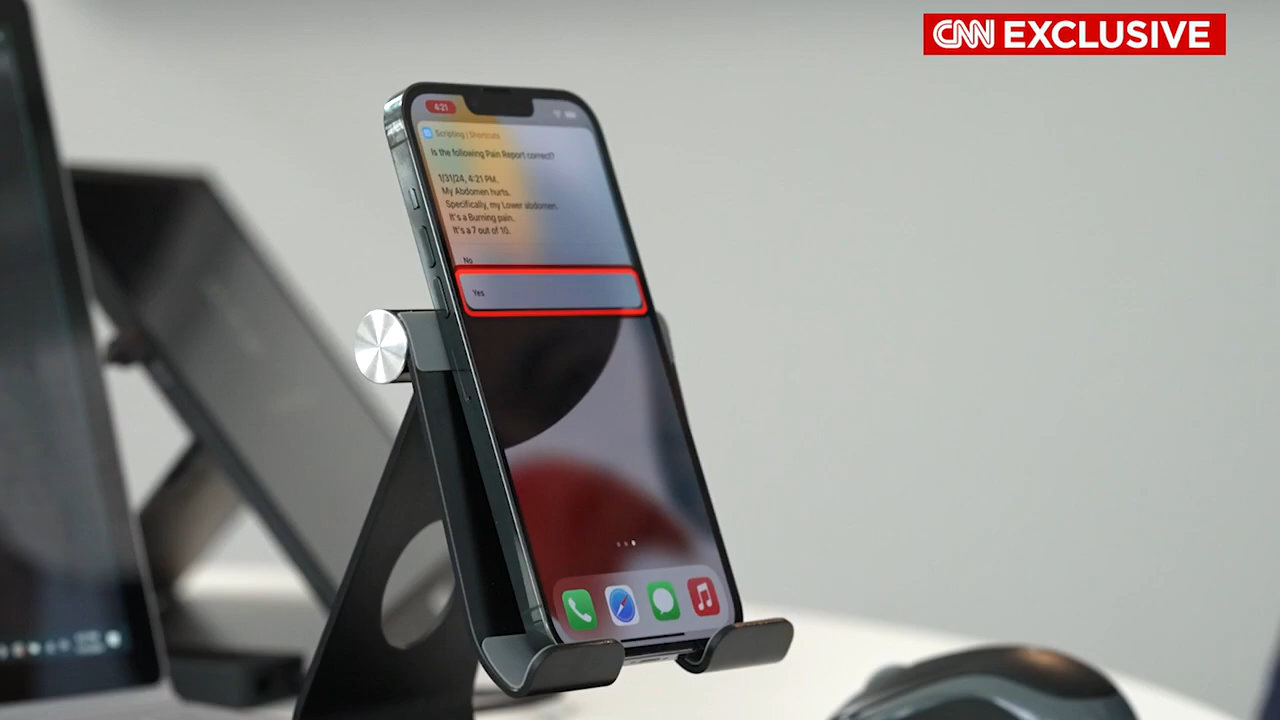 CNN EXCLUSIVE
4:21
Scripting | Shortcuts
Is the following Pain Report correct?
1/31/24, 4:21 PM.
My Abdomen hurts.
Specifically, my Lower abdomen.
It's a Burning pain.
It's a 7 out of 10.
No
Yes